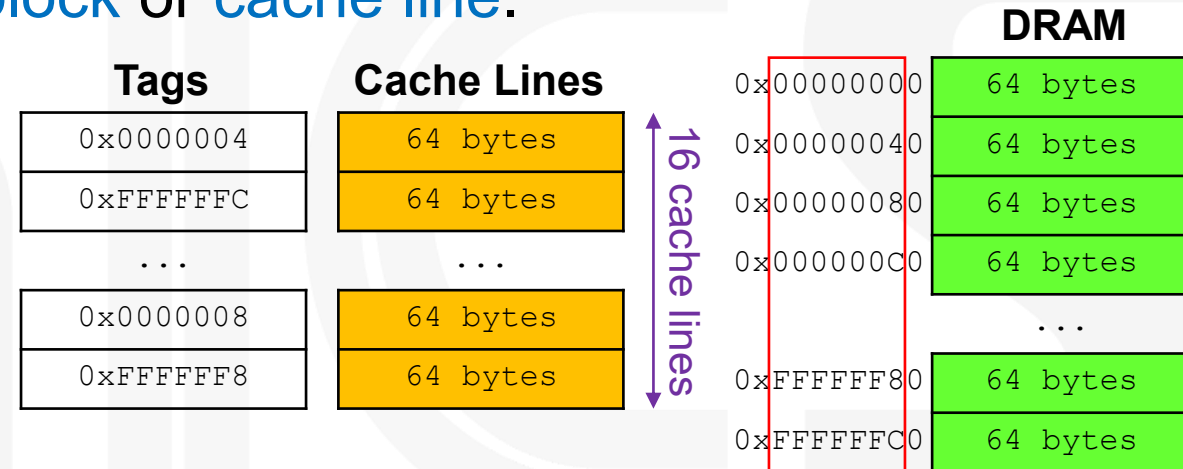 block or cache line.
Tags
0x0000004
0xFFFFFFC
...
0x0000008
0xFFFFFF8
Cache Lines
64 bytes
64 bytes
...
64 bytes
64 bytes
16 cache lines
DRAM
0x00000000 64 bytes
0x00000040 64 bytes
0x00000080 64 bytes
0x000000C0 64 bytes
...
0xFFFFFF80 64 bytes
0xFFFFFFC0 64 bytes